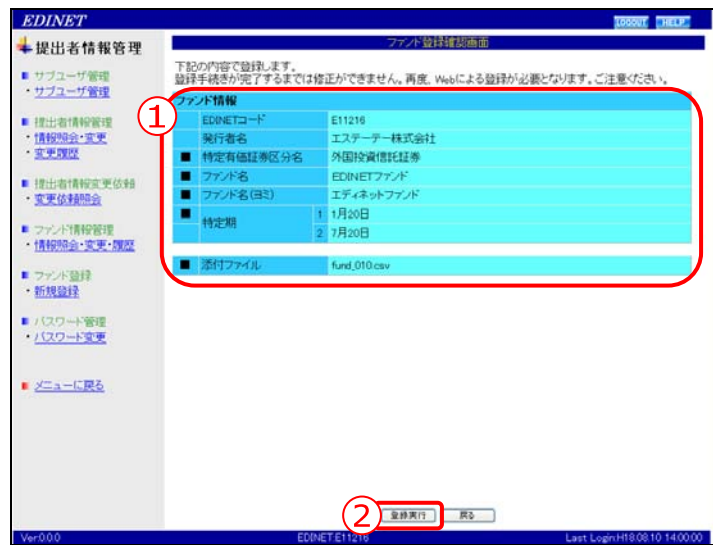 EDINET
LOGOUT HELP
提出者情報管理
ファンド登録確認画面
■ サブユーザ管理
・サブユーザ管理
■ 提出者情報管理
・情報照会・変更
・変更履歴
■ 提出者情報変更依頼
・変更依頼照会
■ ファンド情報管理
・情報照会・変更・履歴
■ ファンド登録
・新規登録
■ パスワード管理
・パスワード変更
■ メニューに戻る
下記の内容で登録します。
登録手続きが完了するまでは修正ができません。再度、Webによる登録が必要となります。ご注意ください。
①
ファンド情報
EDINETコード E11216
発行者名 エステーテー株式会社
■ 特定有価証券区分名 外国投資信託証券
■ ファンド名 EDINETファンド
■ ファンド名(ヨミ) エディネットファンド
■ 特定期 1 1月20日
2 7月20日
■ 添付ファイル fund_010.csv
②
登録実行 戻る
Ver.0.0.0 EDINET:E11216 Last Login:H18.08.10 14:00:00